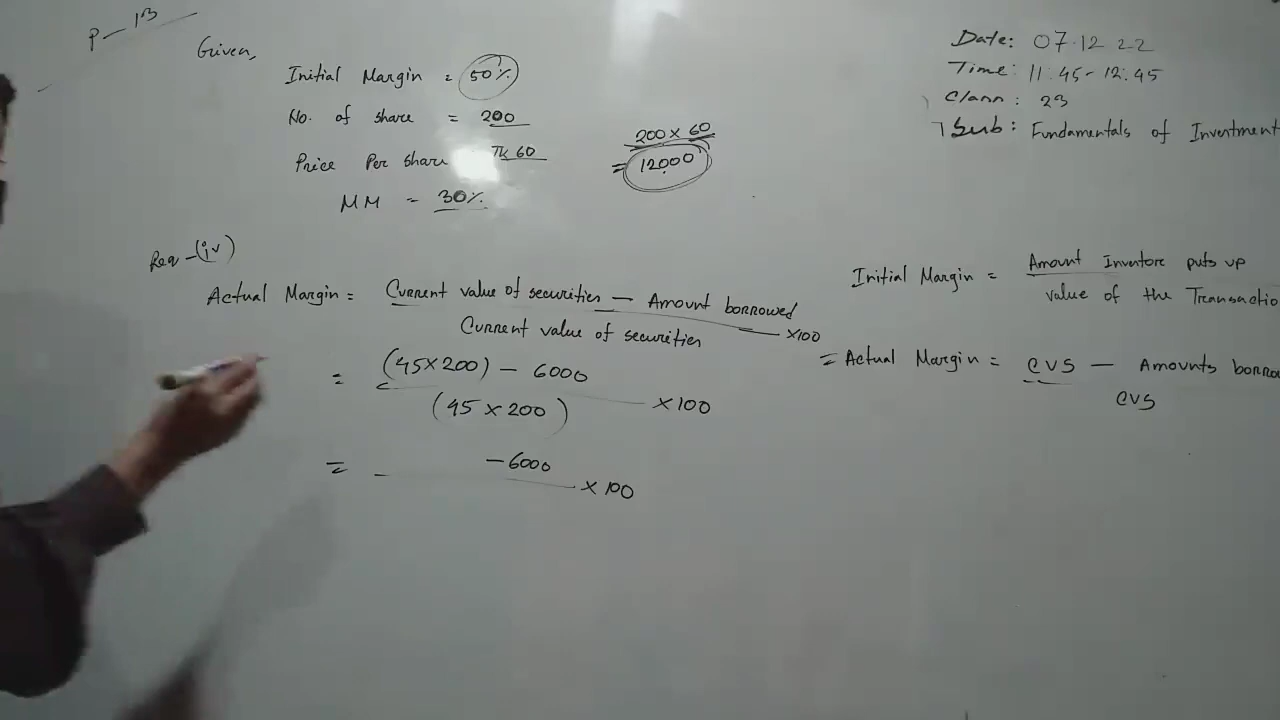 P - 13
Given,
Initial Margin = 50%
No. of share = 200
Price Per share Tk 60
MM = 30%
200 × 60
= 12000
Date: 07.12 22
Time: 11:45 - 12:45
Class: 23
Sub: Fundamentals of Investment
Req - (iv)
Actual Margin = Current value of securities - Amount borrowed
Current value of securities ×100
= (45×200) - 6000
(45 × 200) × 100
= - 6000
× 100
Initial Margin = Amount Investore puts up
value of the Transactio
= Actual Margin = CVS - Amounts borro
CVS